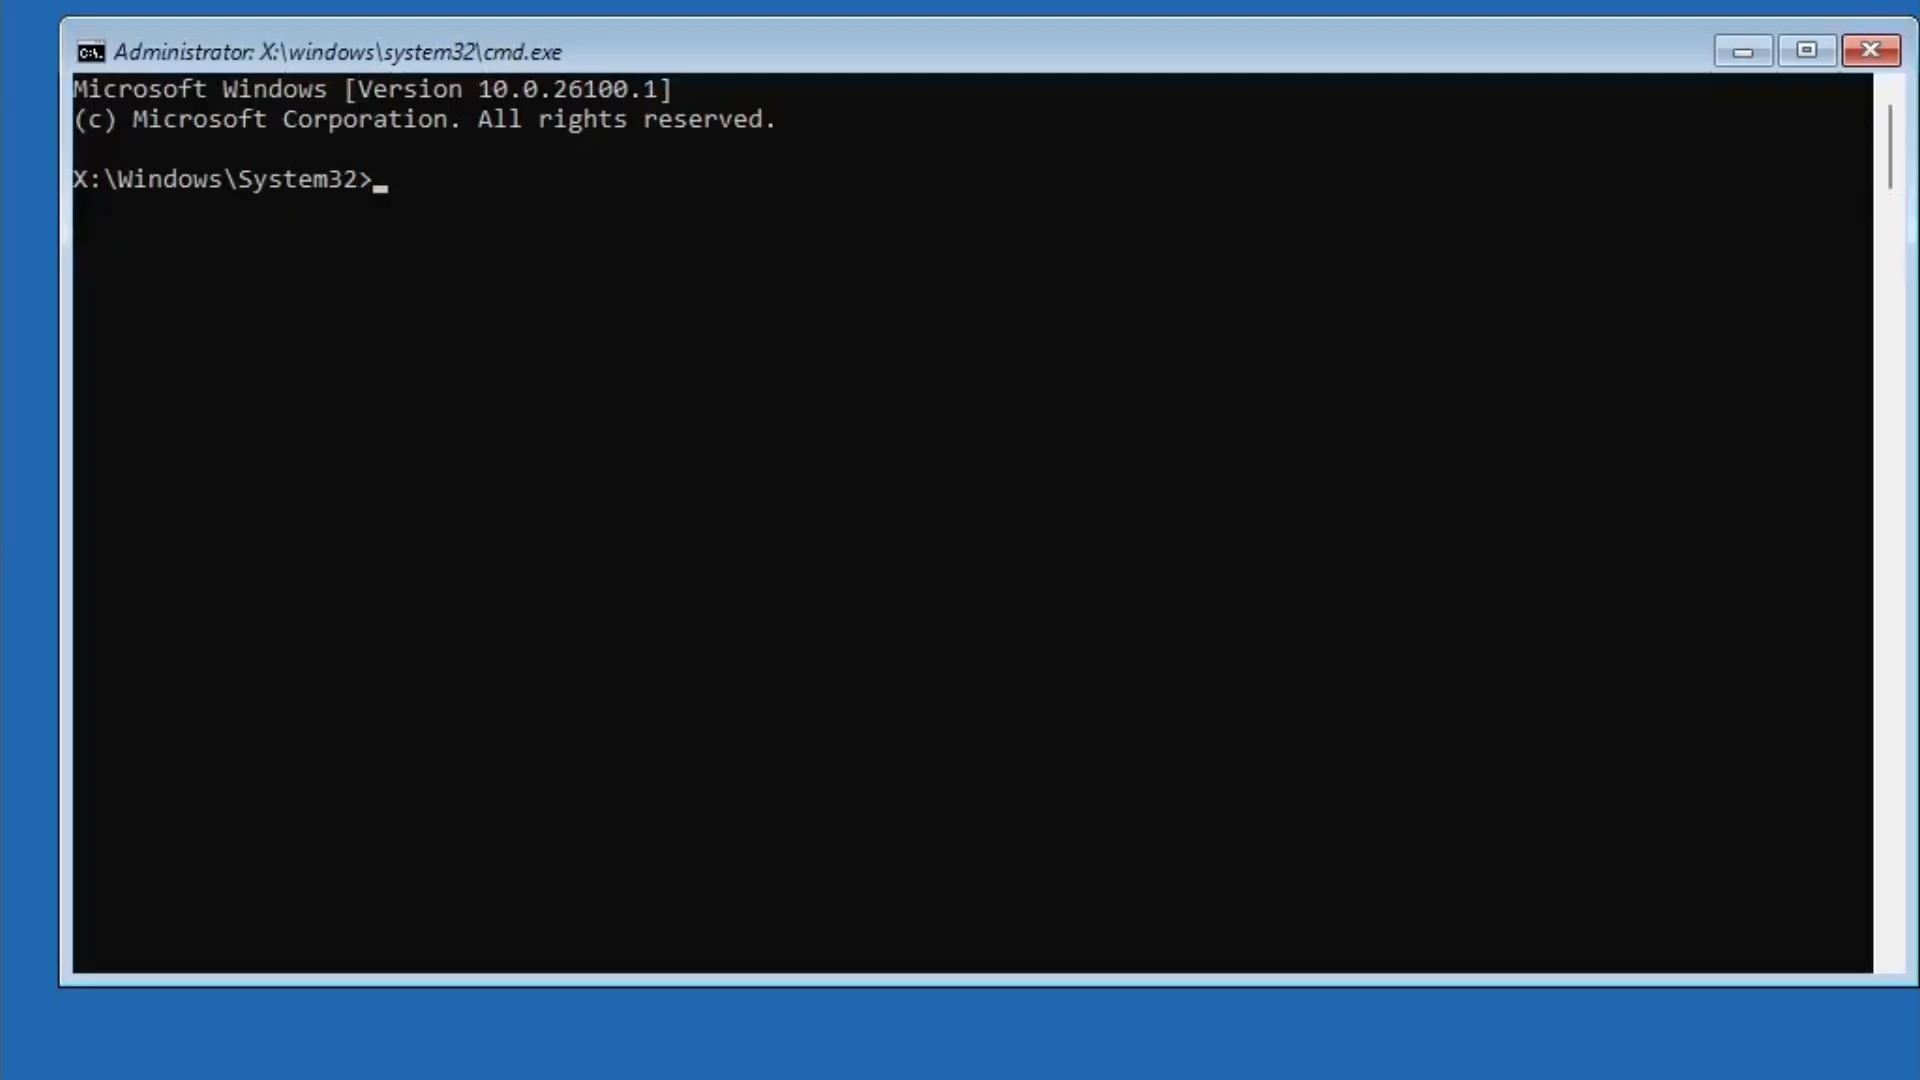 Administrator: X:\windows\system32\cmd.exe
Microsoft Windows [Version 10.0.26100.1]
(c) Microsoft Corporation. All rights reserved.
X:\Windows\System32>